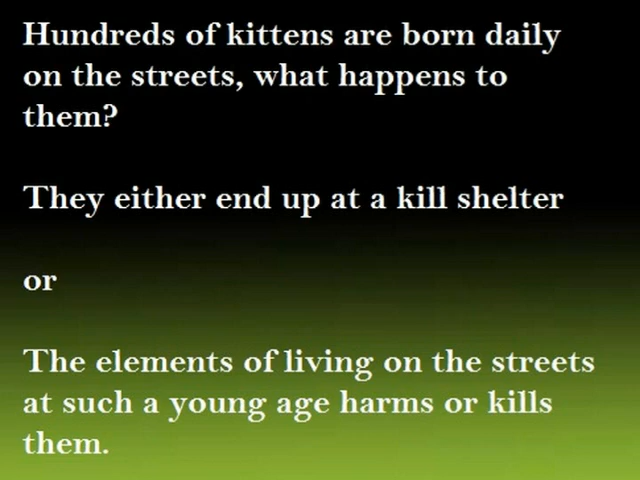 Hundreds of kittens are born daily
on the streets, what happens to
them?
They either end up at a kill shelter
or
The elements of living on the streets
at such a young age harms or kills
them.